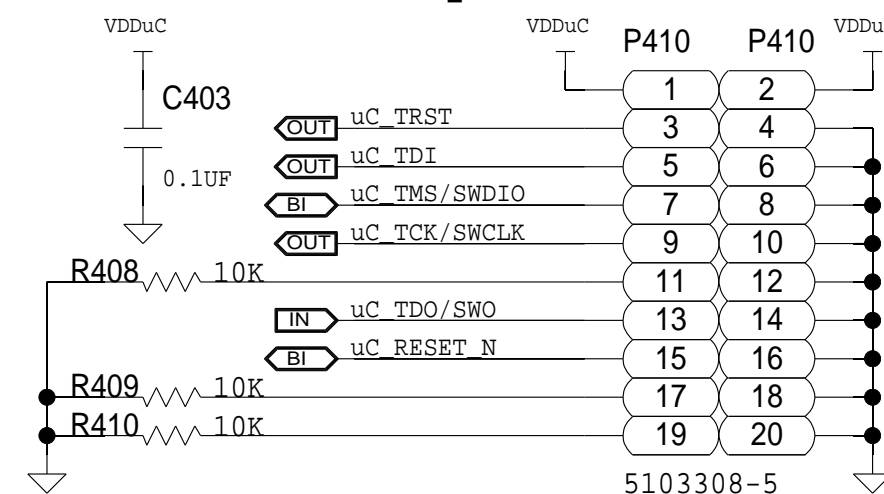 VDDuC VDDuC P410 P410 VDDu
C403
0.1UF
1 2
OUT uC_TRST 3 4
OUT uC_TDI 5 6
BI uC_TMS/SWDIO 7 8
OUT uC_TCK/SWCLK 9 10
R408 10K 11 12
IN uC_TDO/SWO 13 14
BI uC_RESET_N 15 16
R409 10K 17 18
R410 10K 19 20
5103308-5